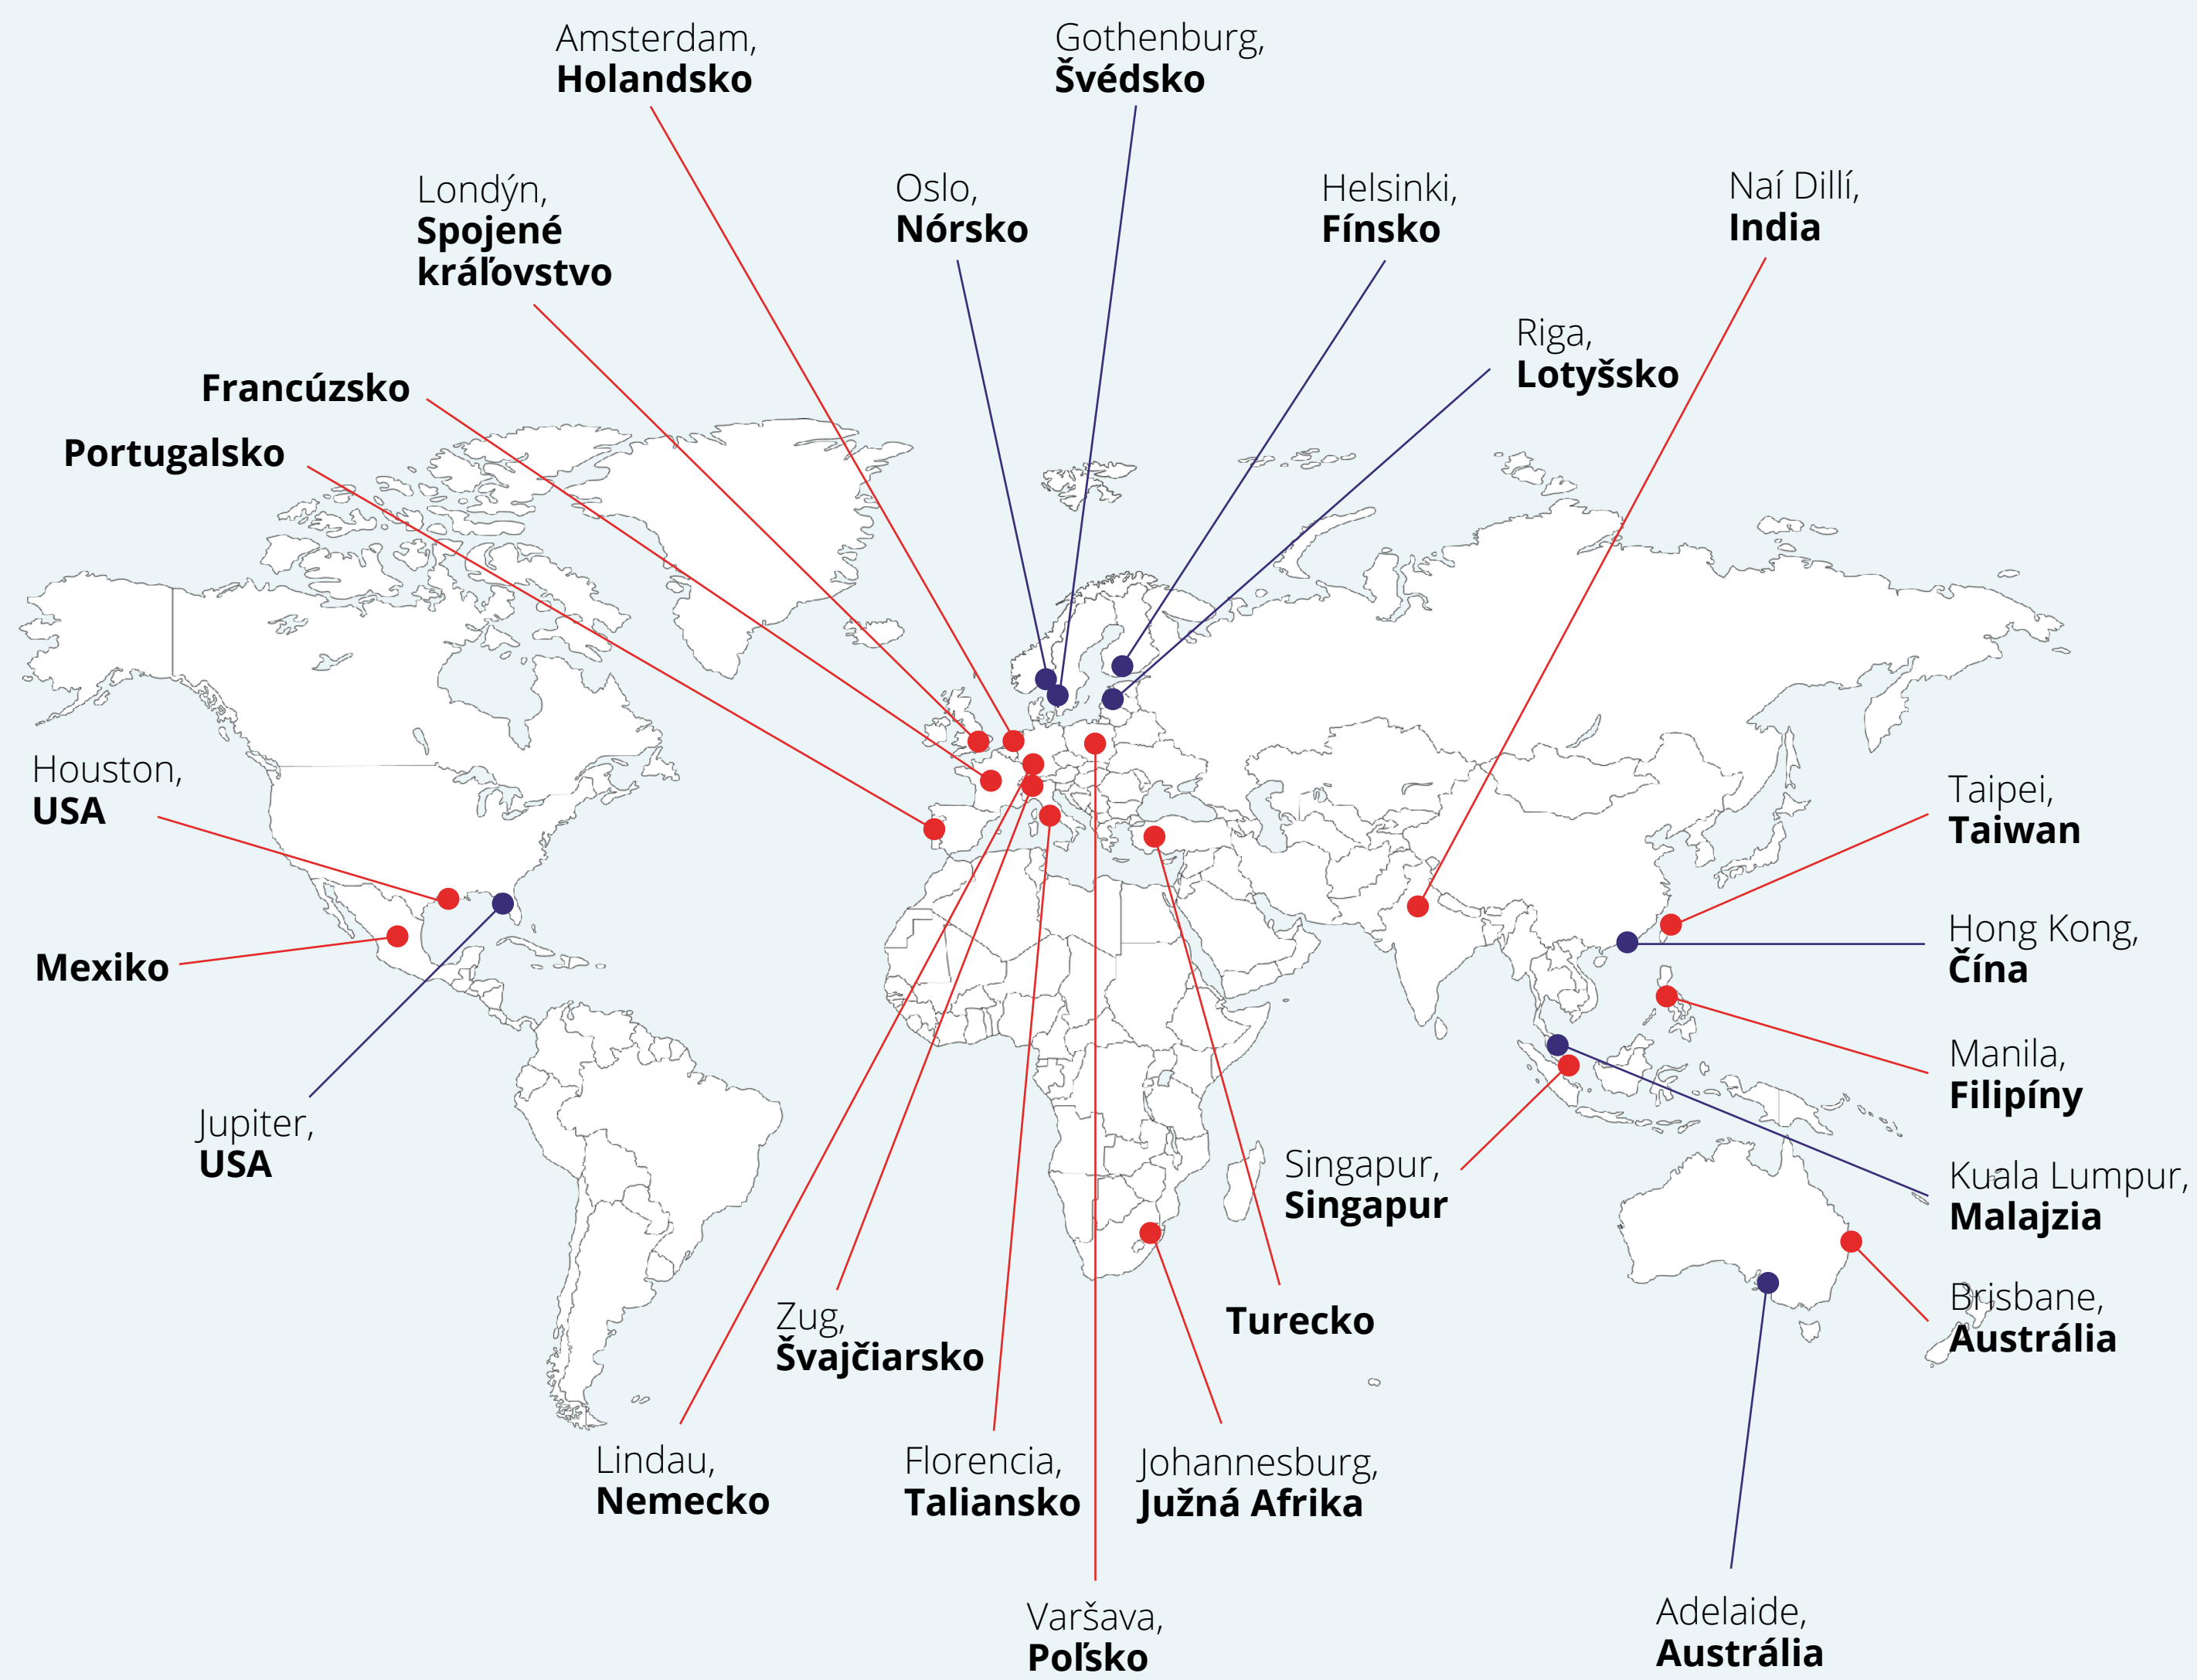 Amsterdam,
Holandsko
Gothenburg,
Švédsko
Londýn,
Spojené
kráľovstvo
Oslo,
Nórsko
Helsinki,
Fínsko
Naí Dillí,
India
Riga,
Lotyšsko
Francúzsko
Portugalsko
Houston,
USA
Taipei,
Taiwan
Mexiko
Hong Kong,
Čína
Manila,
Filipíny
Jupiter,
USA
Singapur,
Singapur
Kuala Lumpur,
Malajzia
Zug,
Švajčiarsko
Turecko
Brisbane,
Austrália
Lindau,
Nemecko
Florencia,
Taliansko
Johannesburg,
Južná Afrika
Varšava,
Poľsko
Adelaide,
Austrália